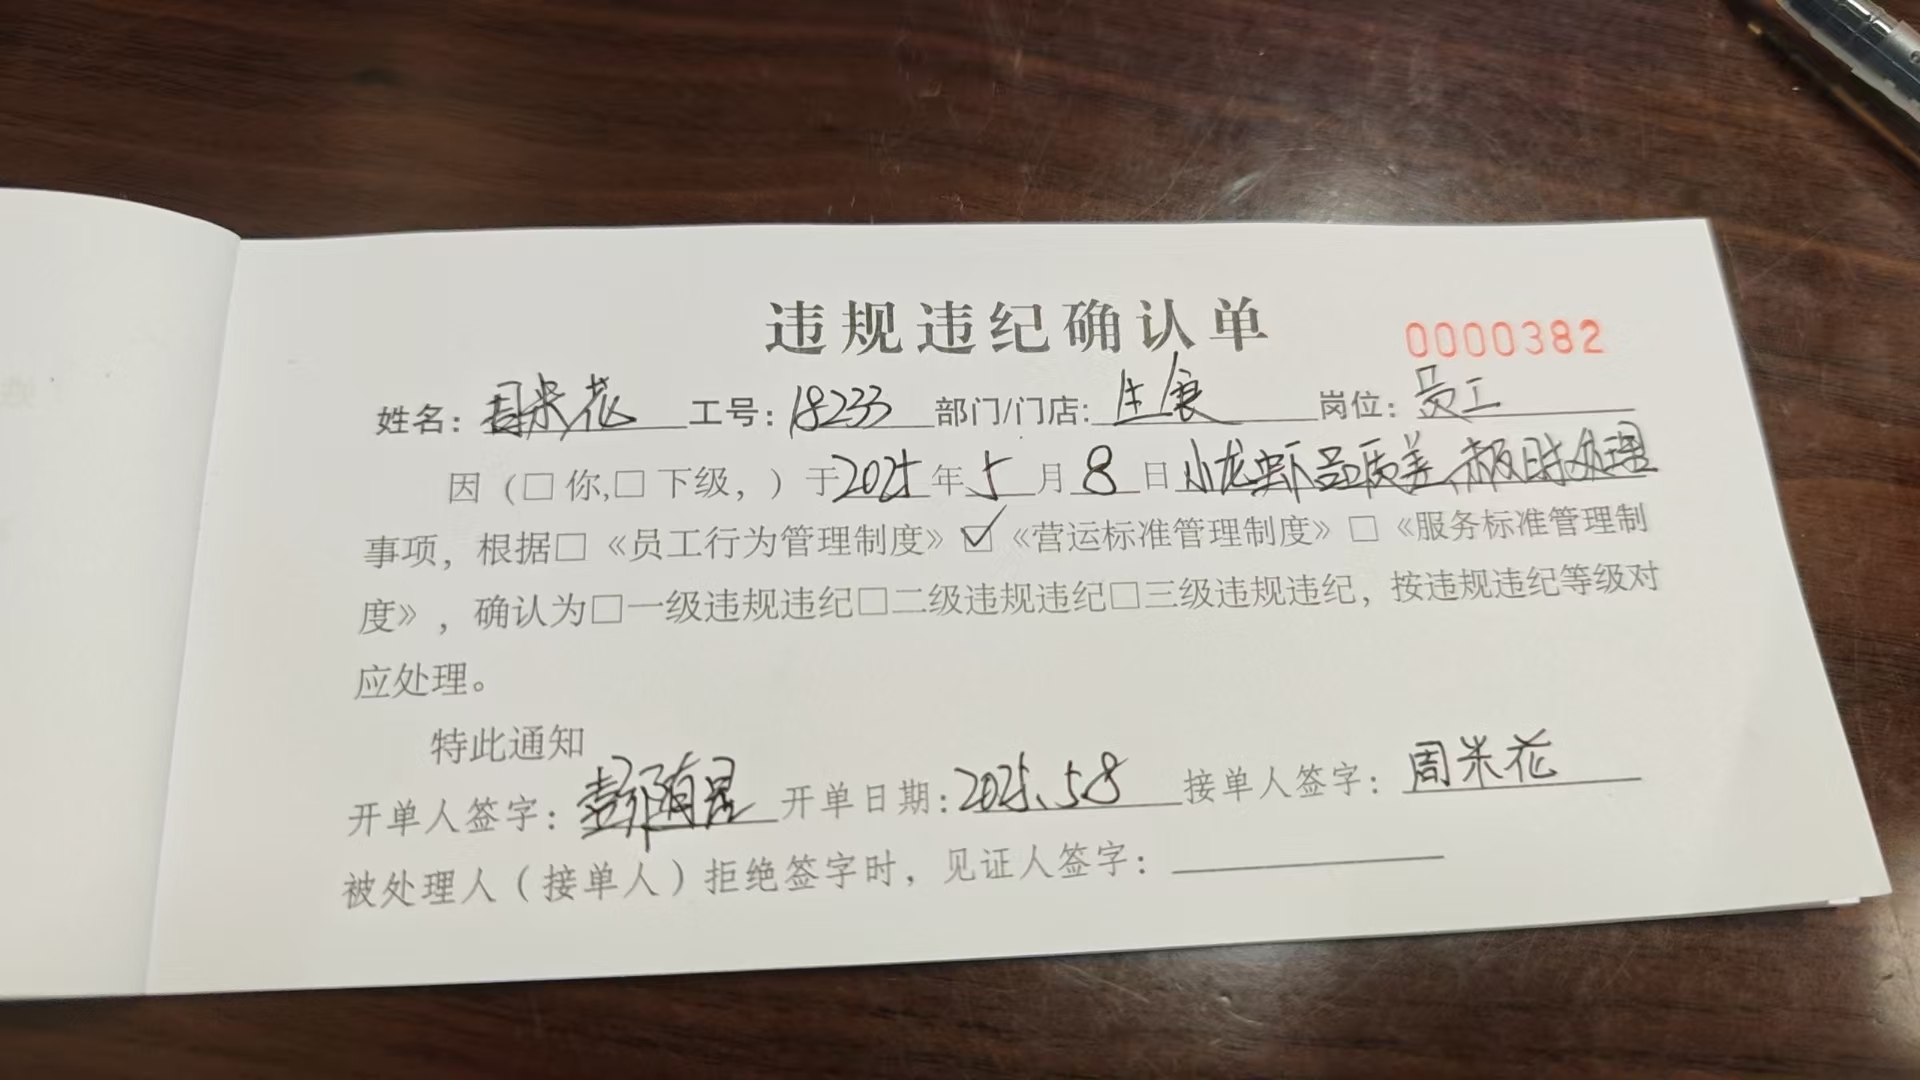 违规违纪确认单
0000382
姓名：周米花 工号：18233 部门/门店：生 岗位：员工
因（□你,□下级，）于2025年5月8日小龙虾品质差、未及时处理
事项，根据□《员工行为管理制度》☑《营运标准管理制度》□《服务标准管理制
度》，确认为□一级违规违纪□二级违规违纪□三级违规违纪，按违规违纪等级对
应处理。
特此通知
开单人签字：彭 开单日期：2025.5.8 接单人签字：周米花
被处理人（接单人）拒绝签字时，见证人签字：